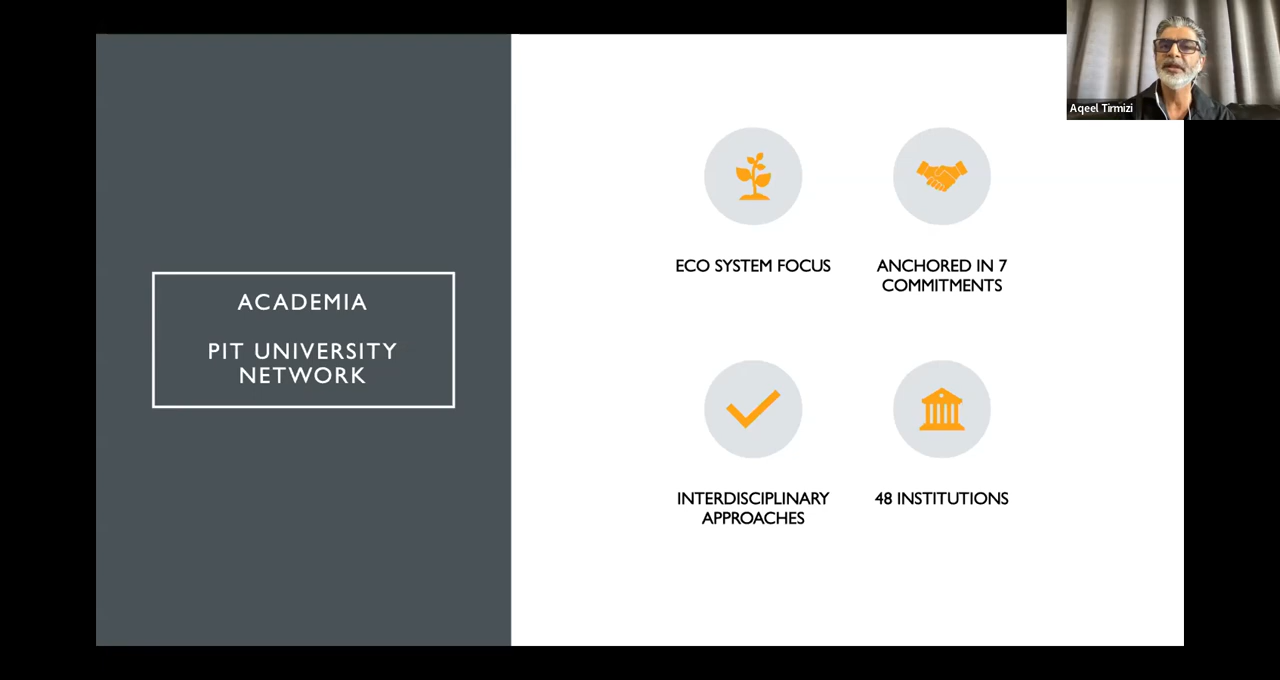 Aqeel Tirmizi
ACADEMIA
PIT UNIVERSITY
NETWORK
ECO SYSTEM FOCUS
ANCHORED IN 7
COMMITMENTS
INTERDISCIPLINARY
APPROACHES
48 INSTITUTIONS